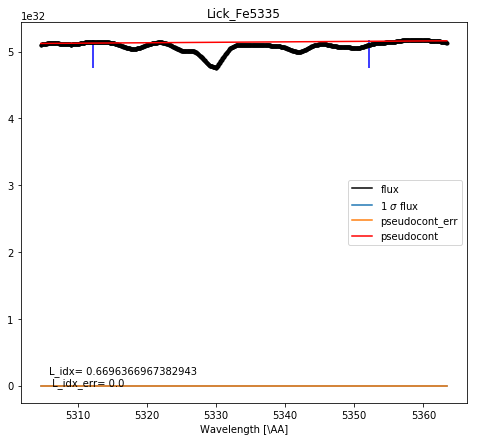 Lick_Fe5335
1e32
5
4
3
2
1
0
flux
1 σ flux
pseudocont_err
pseudocont
L_idx= 0.6696366967382943
L_idx_err= 0.0
5310 5320 5330 5340 5350 5360
Wavelength [\AA]